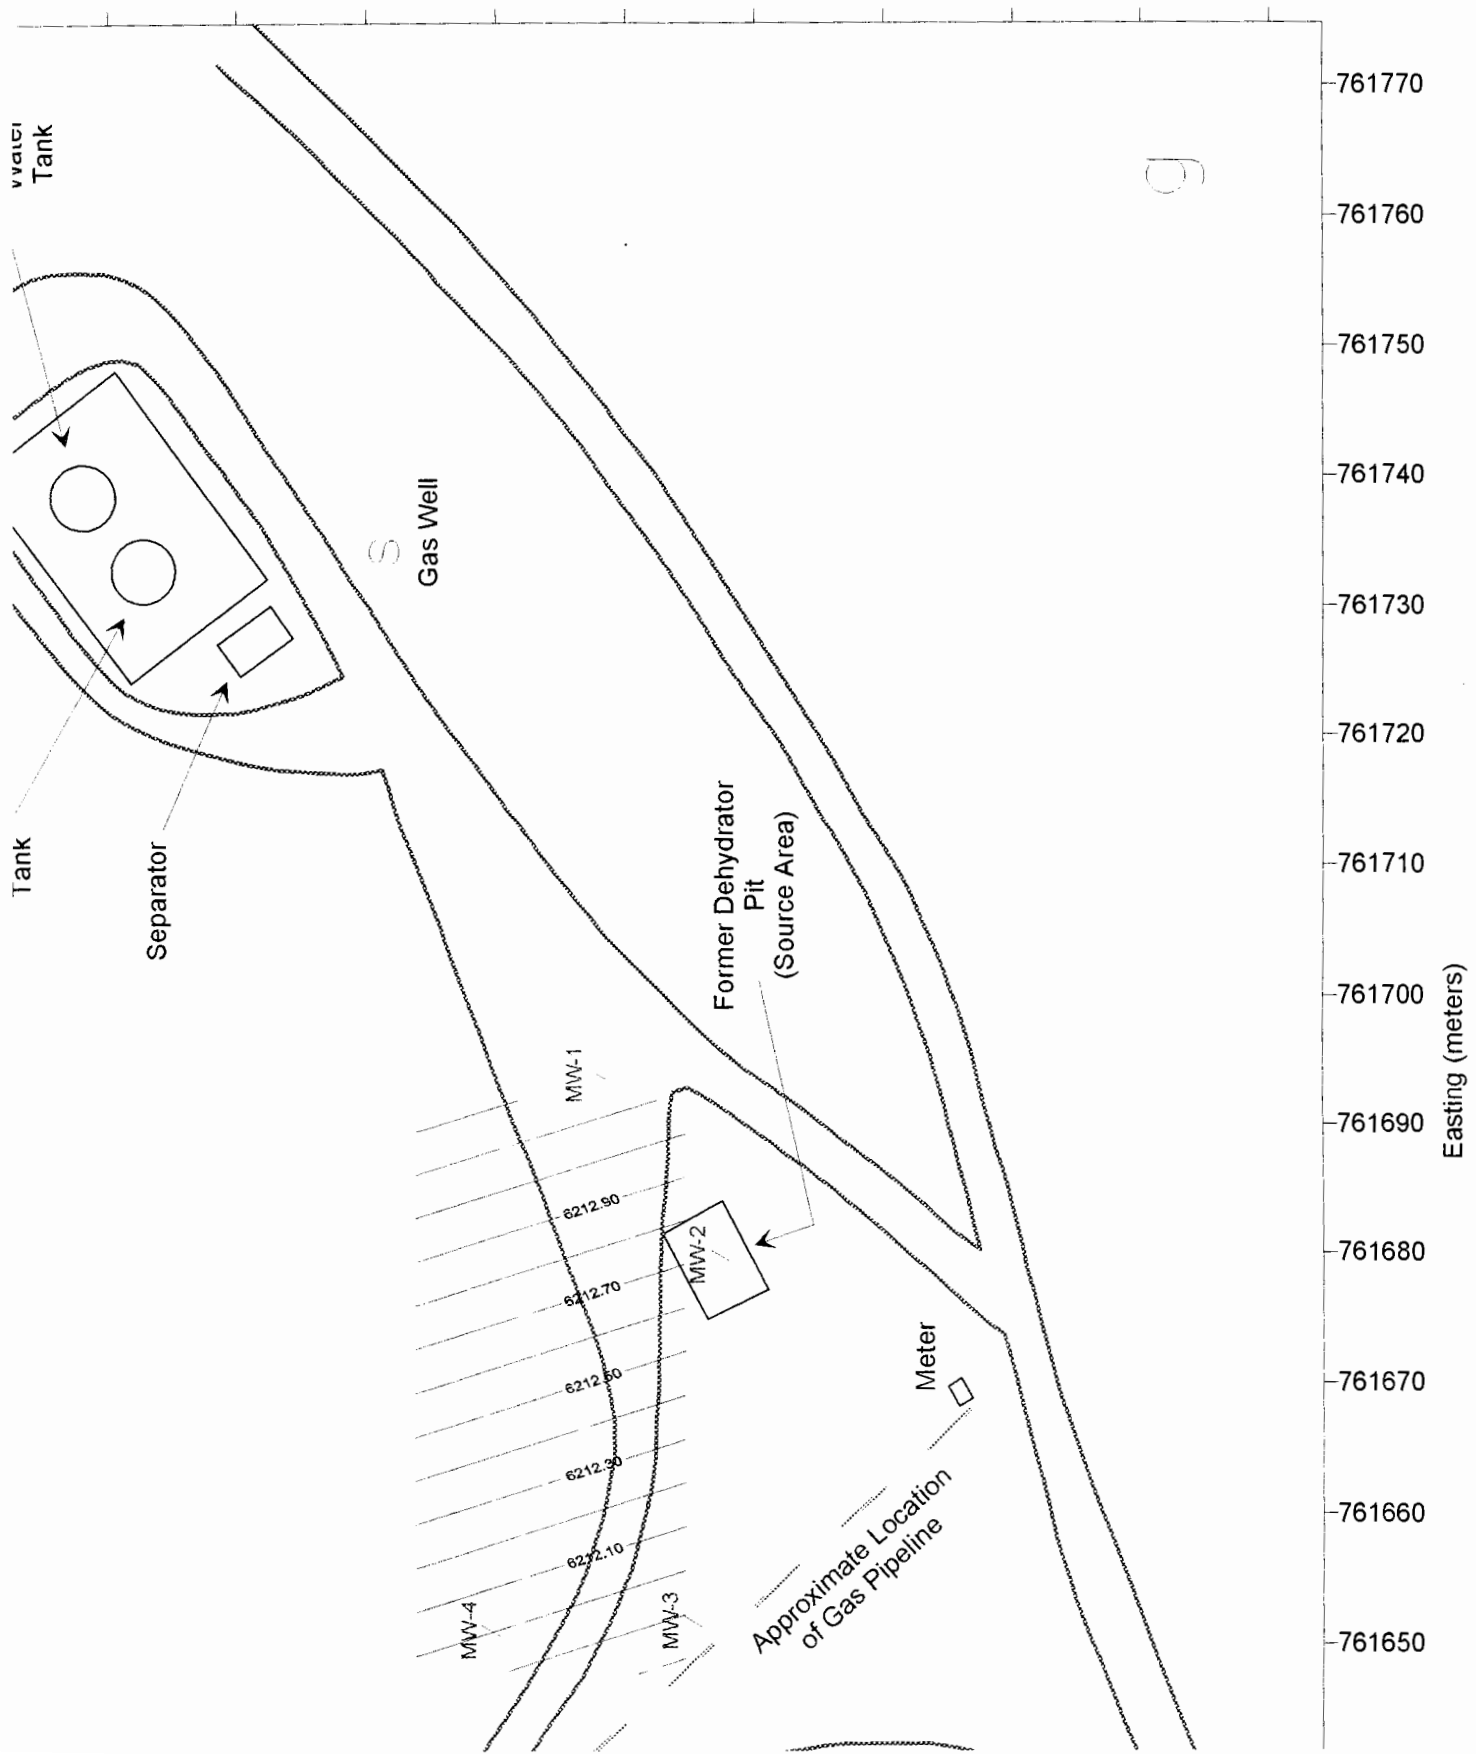 Water
Tank
Tank
Separator
S
Gas Well
g
Former Dehydrator
Pit
(Source Area)
MW-1
6212.90
MW-2
6212.70
6212.50
6212.30
6212.10
MW-4
MW-3
Meter
Approximate Location
of Gas Pipeline
761770
761760
761750
761740
761730
761720
761710
761700
761690
761680
761670
761660
761650
Easting (meters)